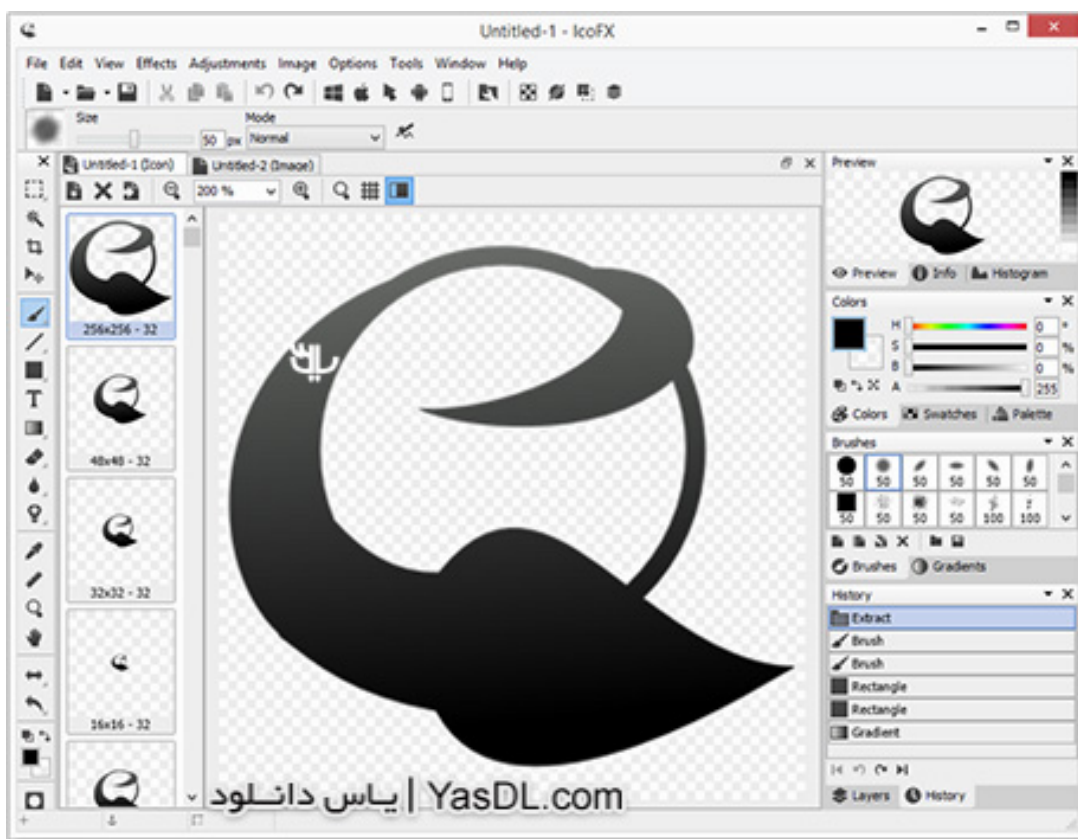 Untitled-1 - IcoFX
File Edit View Effects Adjustments Image Options Tools Window Help
Size Mode
50 px Normal
Untitled-1 (Icon) Untitled-2 (Image)
200 %
256x256 - 32
48x48 - 32
32x32 - 32
16x16 - 32
Preview
Preview Info Histogram
Colors
H 0 °
S 0 %
B 0 %
A 255
Colors Swatches Palette
Brushes
50 50 50 50 50 50
50 50 50 50 100 100
Brushes Gradients
History
Extract
Brush
Brush
Rectangle
Rectangle
Gradient
Layers History
یاس دانــلود | YasDL.com